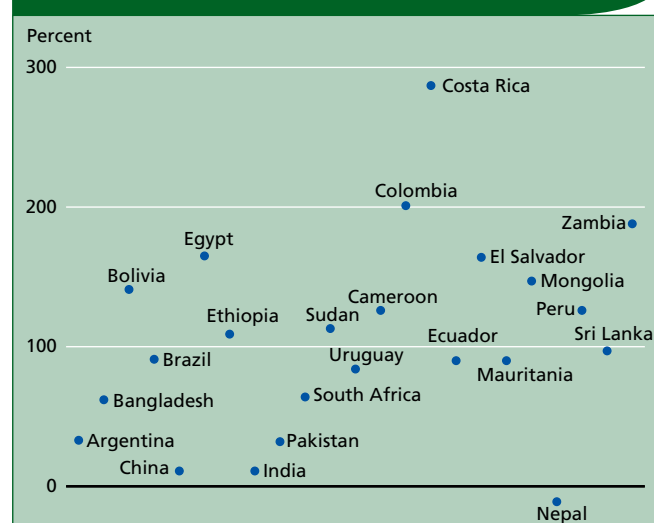 Percent
300
Costa Rica
Colombia
200
Zambia
Egypt
El Salvador
Bolivia
Mongolia
Cameroon
Ethiopia
Sudan
Peru
Ecuador
Sri Lanka
100
Uruguay
Brazil
Mauritania
South Africa
Bangladesh
Argentina
Pakistan
China
India
0
Nepal